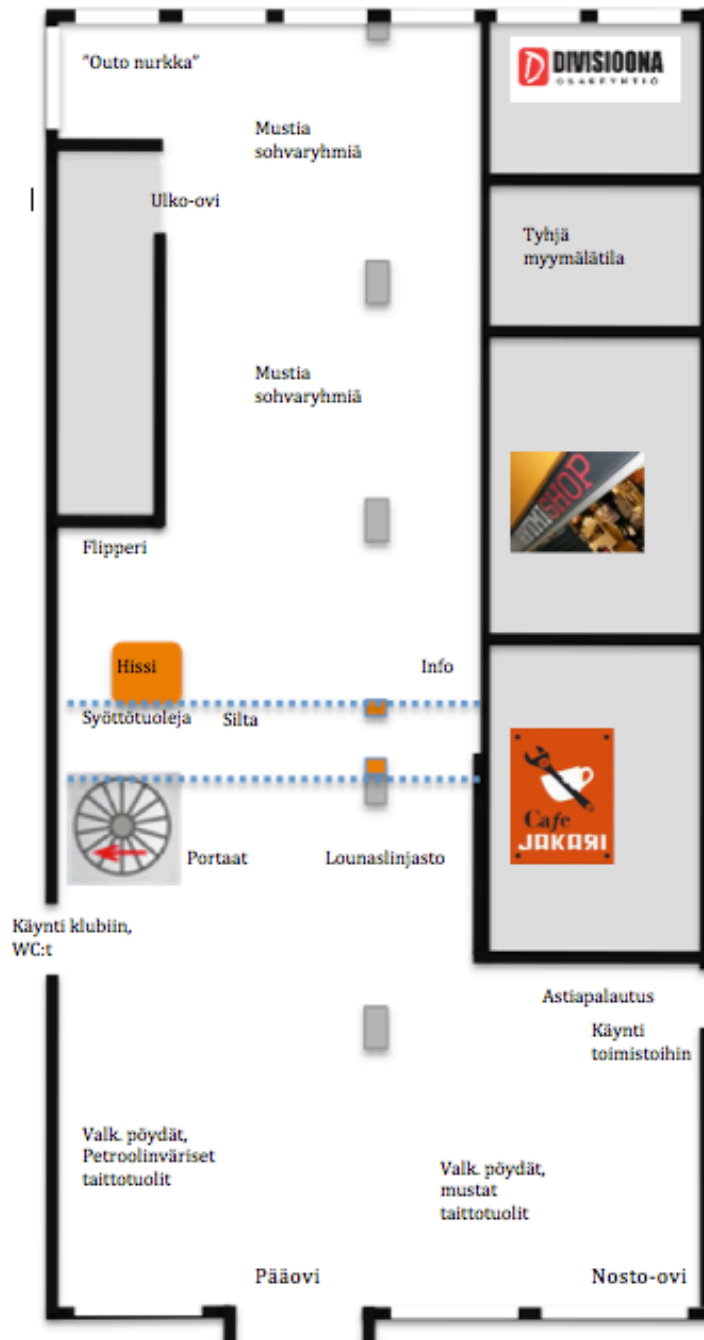 "Outo nurkka"
DIVISIOONA
OSAKEYHTIÖ
Mustia
sohvaryhmiä
Ulko-ovi
Tyhjä
myymälätila
Mustia
sohvaryhmiä
SHOP
Flipperi
Hissi
Info
Syöttötuoleja
Silta
Cafe
JAKARI
Portaat
Lounaslinjasto
Käynti klubiin,
WC:t
Astiapalautus
Käynti
toimistoihin
Valk. pöydät,
Petroolinväriset
taittotuolit
Valk. pöydät,
mustat
taittotuolit
Pääovi
Nosto-ovi